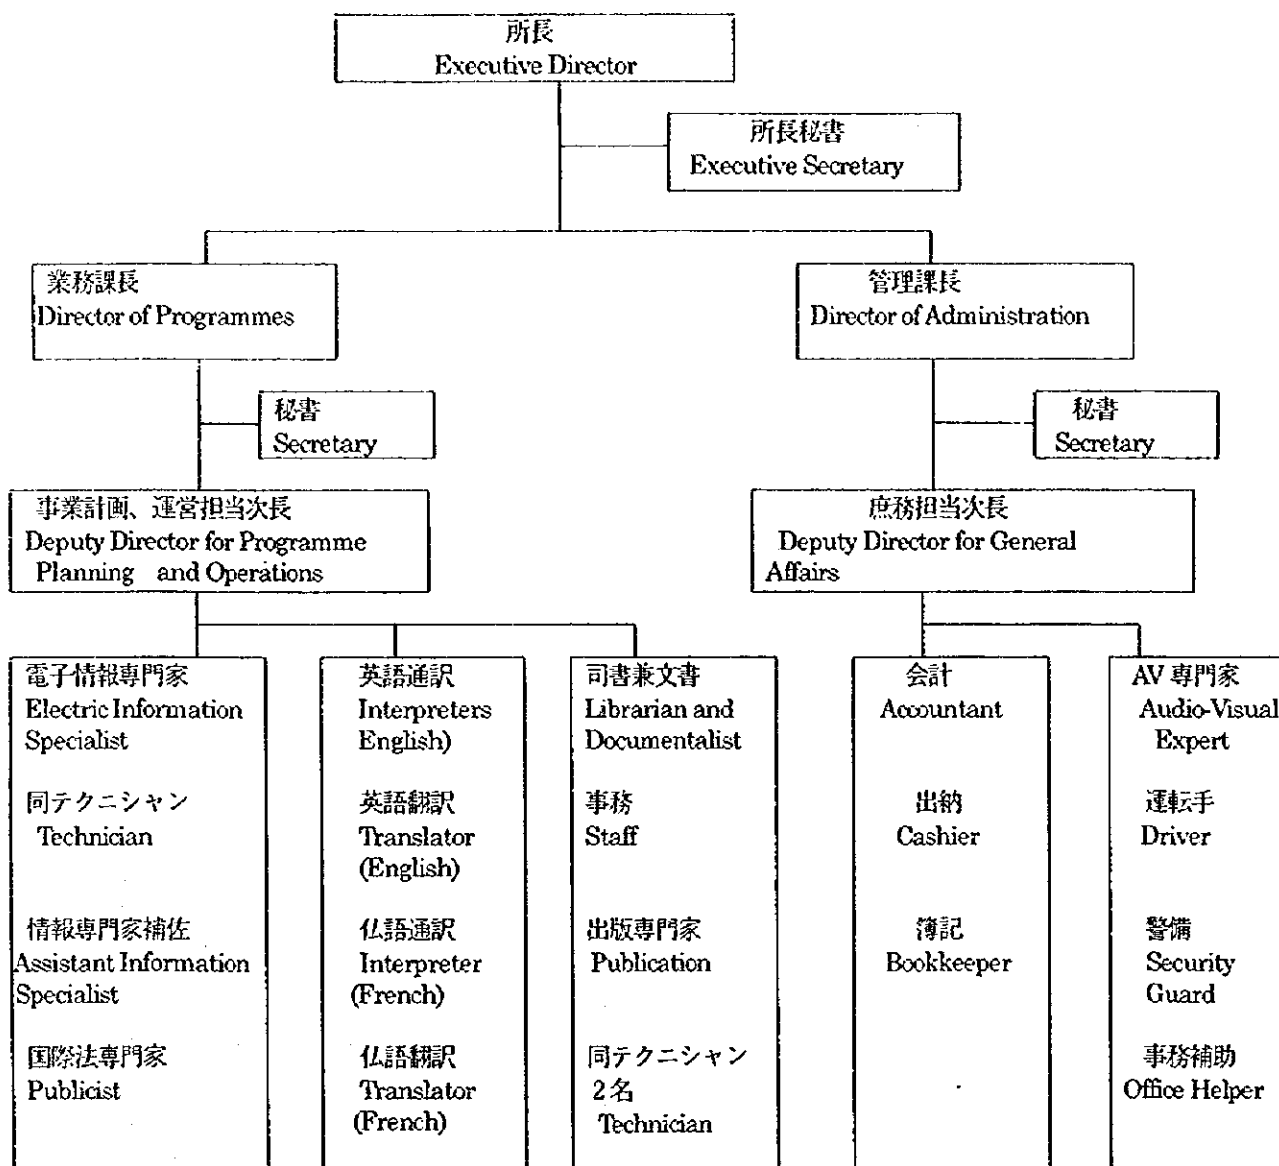 所長
Executive Director
所長秘書
Executive Secretary
業務課長
Director of Programmes
管理課長
Director of Administration
秘書
Secretary
秘書
Secretary
事業計画、運営担当次長
Deputy Director for Programme
Planning and Operations
庶務担当次長
Deputy Director for General
Affairs
電子情報専門家
Electric Information
Specialist
同テクニシャン
Technician
情報専門家補佐
Assistant Information
Specialist
国際法専門家
Publicist
英語通訳
Interpreters
English)
英語翻訳
Translator
(English)
仏語通訳
Interpreter
(French)
仏語翻訳
Translator
(French)
司書兼文書
Librarian and
Documentalist
事務
Staff
出版専門家
Publication
同テクニシャン
2名
Technician
会計
Accountant
出納
Cashier
簿記
Bookkeeper
AV 専門家
Audio-Visual
Expert
運転手
Driver
警備
Security
Guard
事務補助
Office Helper